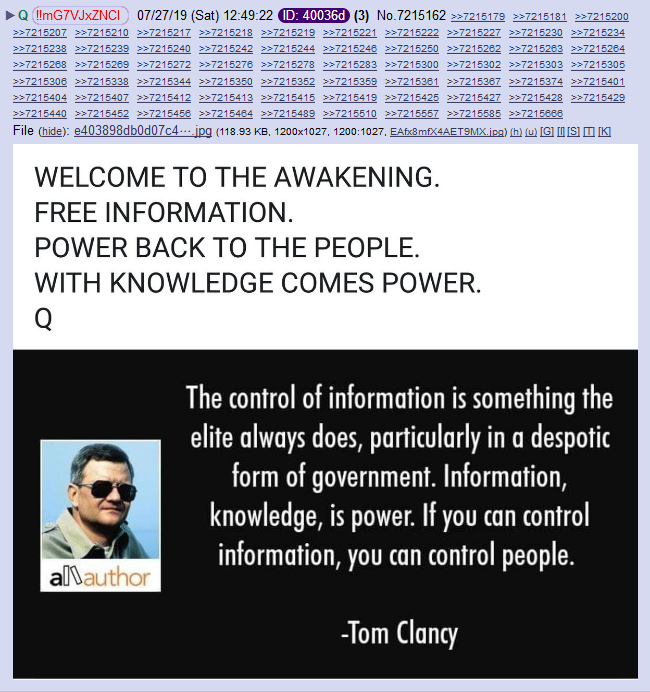 ▶ Q !!mG7VJxZNCI 07/27/19 (Sat) 12:49:22 ID: 40036d (3) No.7215162 >>7215179 >>7215181 >>7215200
>>7215207 >>7215210 >>7215217 >>7215218 >>7215219 >>7215221 >>7215222 >>7215227 >>7215230 >>7215234
>>7215238 >>7215239 >>7215240 >>7215242 >>7215244 >>7215246 >>7215250 >>7215262 >>7215263 >>7215264
>>7215268 >>7215269 >>7215272 >>7215276 >>7215278 >>7215283 >>7215300 >>7215302 >>7215303 >>7215305
>>7215306 >>7215338 >>7215344 >>7215350 >>7215352 >>7215359 >>7215361 >>7215367 >>7215374 >>7215401
>>7215404 >>7215407 >>7215412 >>7215413 >>7215415 >>7215419 >>7215425 >>7215427 >>7215428 >>7215429
>>7215440 >>7215452 >>7215456 >>7215464 >>7215489 >>7215510 >>7215557 >>7215585 >>7215666
File (hide): e403898db0d07c4⋯.jpg (118.93 KB, 1200x1027, 1200:1027, EAfx8mfX4AET9MX.jpg) (h) (u) [G] [I] [S] [T] [K]
WELCOME TO THE AWAKENING.
FREE INFORMATION.
POWER BACK TO THE PEOPLE.
WITH KNOWLEDGE COMES POWER.
Q
The control of information is something the
elite always does, particularly in a despotic
form of government. Information,
knowledge, is power. If you can control
information, you can control people.
-Tom Clancy
allauthor